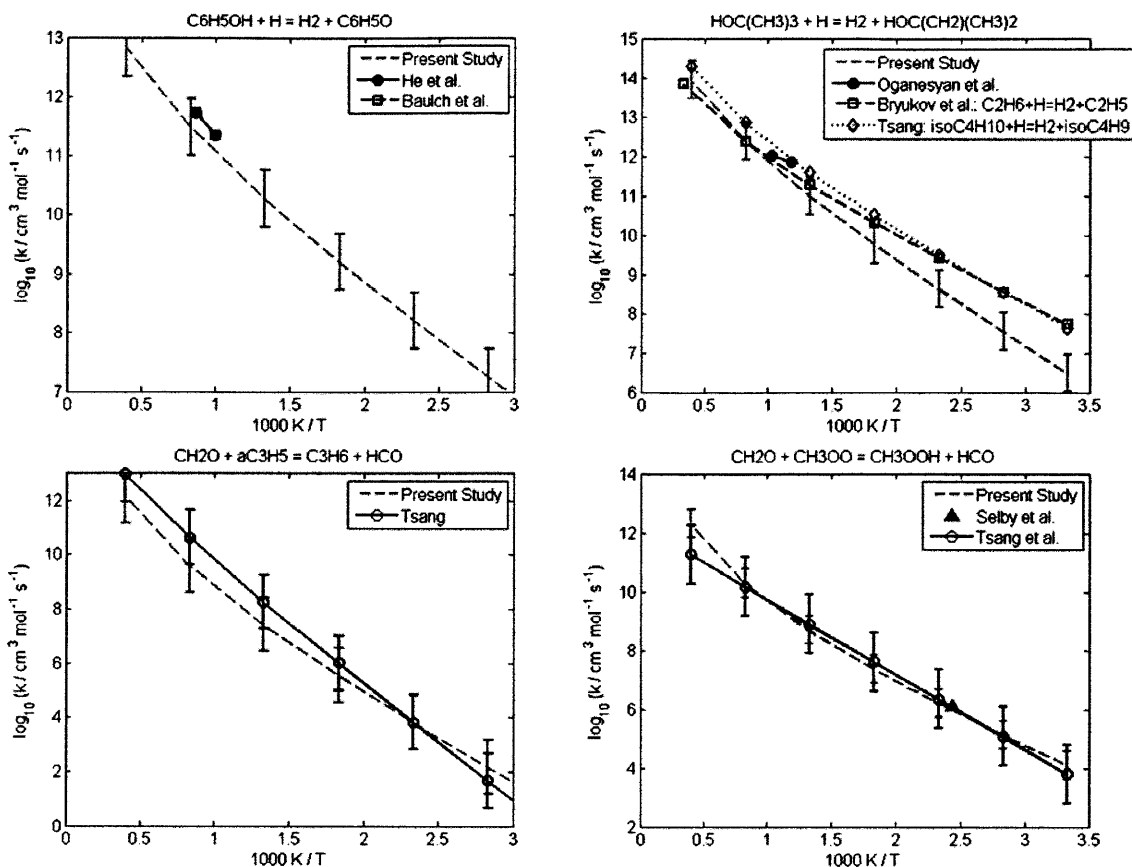 C6H5OH + H = H2 + C6H5O
13
12
11
10
9
8
7
0
0.5
1
1.5
2
2.5
3
log10 (k / cm3 mol-1 s-1)
1000 K / T
Present Study
He et al.
Baulch et al.
HOC(CH3)3 + H = H2 + HOC(CH2)(CH3)2
15
14
13
12
11
10
9
8
7
6
0
0.5
1
1.5
2
2.5
3
3.5
log10 (k / cm3 mol-1 s-1)
1000 K / T
Present Study
Oganesyan et al.
Bryukov et al.: C2H6+H=H2+C2H5
Tsang: isoC4H10+H=H2+isoC4H9
CH2O + aC3H5 = C3H6 + HCO
12
10
8
6
4
2
0
0
0.5
1
1.5
2
2.5
3
log10 (k / cm3 mol-1 s-1)
1000 K / T
Present Study
Tsang
CH2O + CH3OO = CH3OOH + HCO
14
12
10
8
6
4
2
0
0.5
1
1.5
2
2.5
3
3.5
log10 (k / cm3 mol-1 s-1)
1000 K / T
Present Study
Selby et al.
Tsang et al.